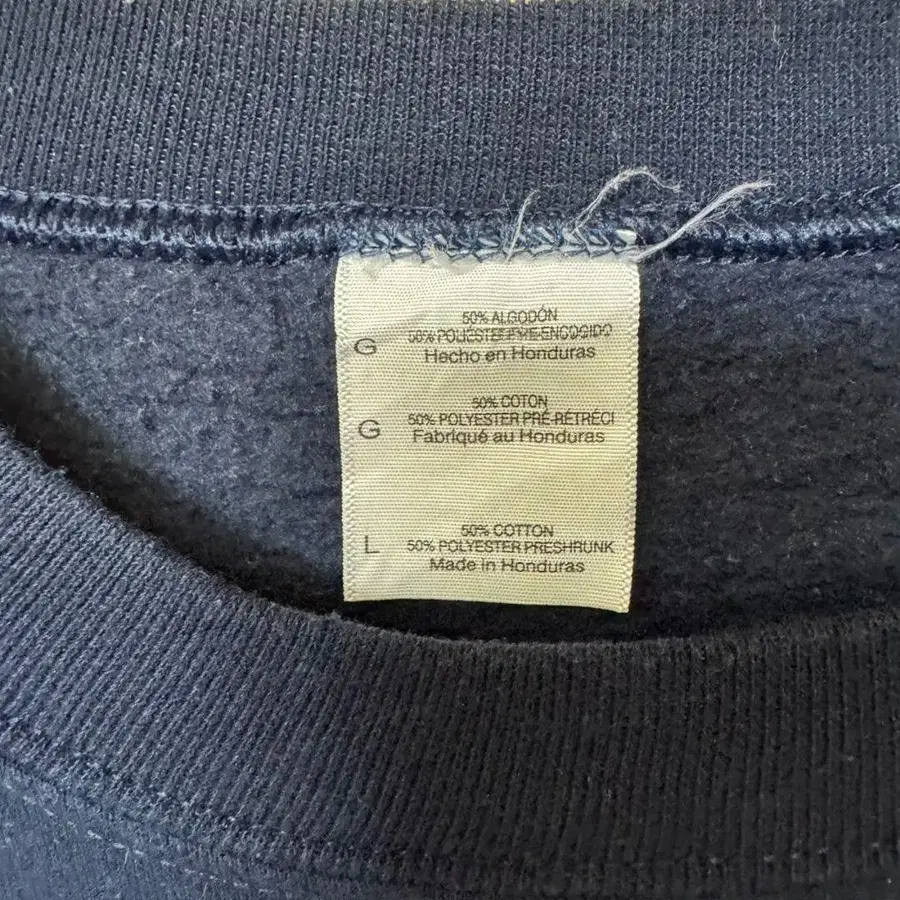 50% ALGODÓN
G 50% POLIÉSTER PRE-ENCOGIDO
Hecho en Honduras
50% COTON
G 50% POLYESTER PRÉ-RÉTRÉCI
Fabriqué au Honduras
50% COTTON
L 50% POLYESTER PRESHRUNK
Made in Honduras